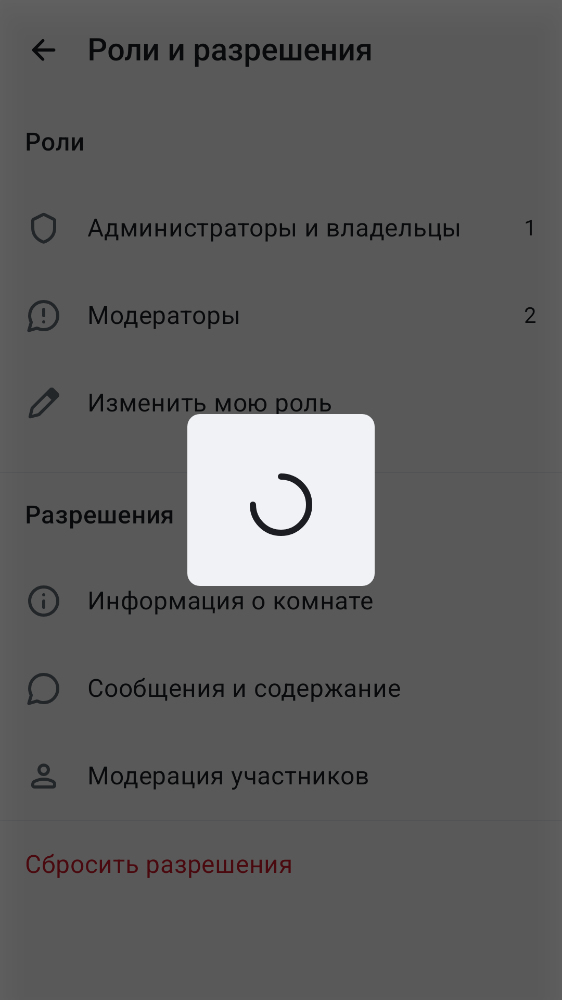 Роли и разрешения
Роли
Администраторы и владельцы 1
Модераторы 2
Изменить мою роль
Разрешения
Информация о комнате
Сообщения и содержание
Модерация участников
Сбросить разрешения